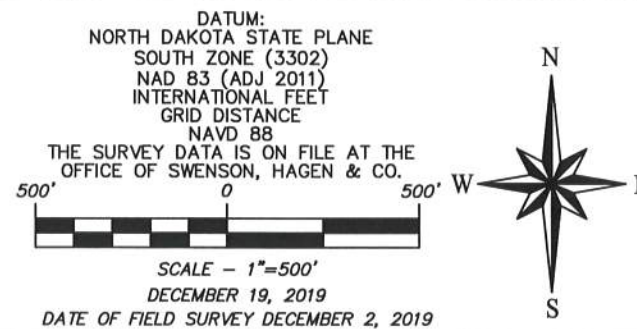 DATUM:
NORTH DAKOTA STATE PLANE
SOUTH ZONE (3302)
NAD 83 (ADJ 2011)
INTERNATIONAL FEET
GRID DISTANCE
NAVD 88
THE SURVEY DATA IS ON FILE AT THE
OFFICE OF SWENSON, HAGEN & CO.
500' 0 500'
SCALE - 1"=500'
DECEMBER 19, 2019
DATE OF FIELD SURVEY DECEMBER 2, 2019
N
W
S